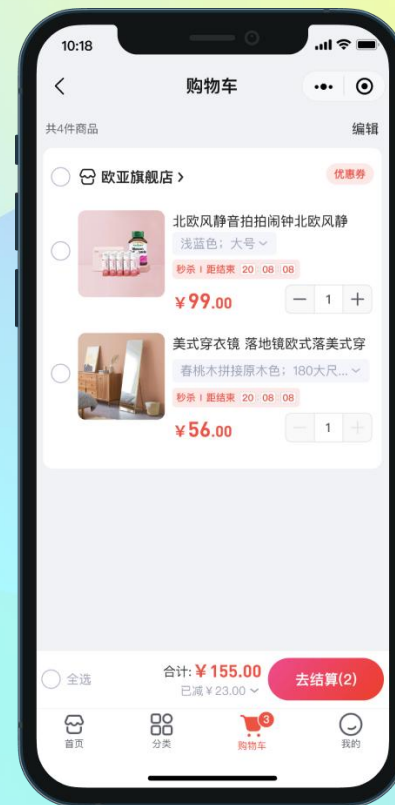 10:18
购物车
共4件商品
编辑
欧亚旗舰店
优惠券
北欧风静音拍拍闹钟北欧风静
浅蓝色；大号
秒杀 | 距结束 20 08 08
￥99.00
1
美式穿衣镜 落地镜欧式落美式穿
春桃木拼接原木色；180大尺...
秒杀 | 距结束 20 08 08
￥56.00
1
全选
合计:￥155.00
已减￥23.00
去结算(2)
3
首页
分类
购物车
我的